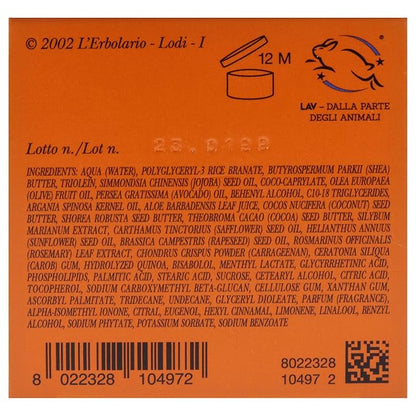 © 2002 L'Erbolario - Lodi - I
12 M
LAV – DALLA PARTE
DEGLI ANIMALI
Lotto n./Lot n.
INGREDIENTS: AQUA (WATER), POLYGLYCERYL-3 RICE BRANATE, BUTYROSPERMUM PARKII (SHEA)
BUTTER, TRIOLEIN, SIMMONDSIA CHINENSIS (JOJOBA) SEED OIL, COCO-CAPRYLATE, OLEA EUROPAEA
(OLIVE) FRUIT OIL, PERSEA GRATISSIMA (AVOCADO) OIL, BEHENYL ALCOHOL, C10-18 TRIGLYCERIDES,
ARGANIA SPINOSA KERNEL OIL, ALOE BARBADENSIS LEAF JUICE, COCOS NUCIFERA (COCONUT) SEED
BUTTER, SHOREA ROBUSTA SEED BUTTER, THEOBROMA CACAO (COCOA) SEED BUTTER, SILYBUM
MARIANUM EXTRACT, CARTHAMUS TINCTORIUS (SAFFLOWER) SEED OIL, HELIANTHUS ANNUUS
(SUNFLOWER) SEED OIL, BRASSICA CAMPESTRIS (RAPESEED) SEED OIL, ROSMARINUS OFFICINALIS
(ROSEMARY) LEAF EXTRACT, CHONDRUS CRISPUS POWDER (CARRAGEENAN), CERATONIA SILIQUA
(CAROB) GUM, HYDROLYZED QUINOA, BISABOLOL, MENTHYL LACTATE, GLYCYRRHETINIC ACID,
PHOSPHOLIPIDS, PALMITIC ACID, STEARIC ACID, SUCROSE, CETEARYL ALCOHOL, CITRIC ACID,
TOCOPHEROL, SODIUM CARBOXYMETHYL BETA-GLUCAN, CELLULOSE GUM, XANTHAN GUM,
ASCORBYL PALMITATE, TRIDECANE, UNDECANE, GLYCERYL DIOLEATE, PARFUM (FRAGRANCE),
ALPHA-ISOMETHYL IONONE, CITRAL, EUGENOL, HEXYL CINNAMAL, LIMONENE, LINALOOL, BENZYL
ALCOHOL, SODIUM PHYTATE, POTASSIUM SORBATE, SODIUM BENZOATE
8 022328 104972
8022328
10497 2